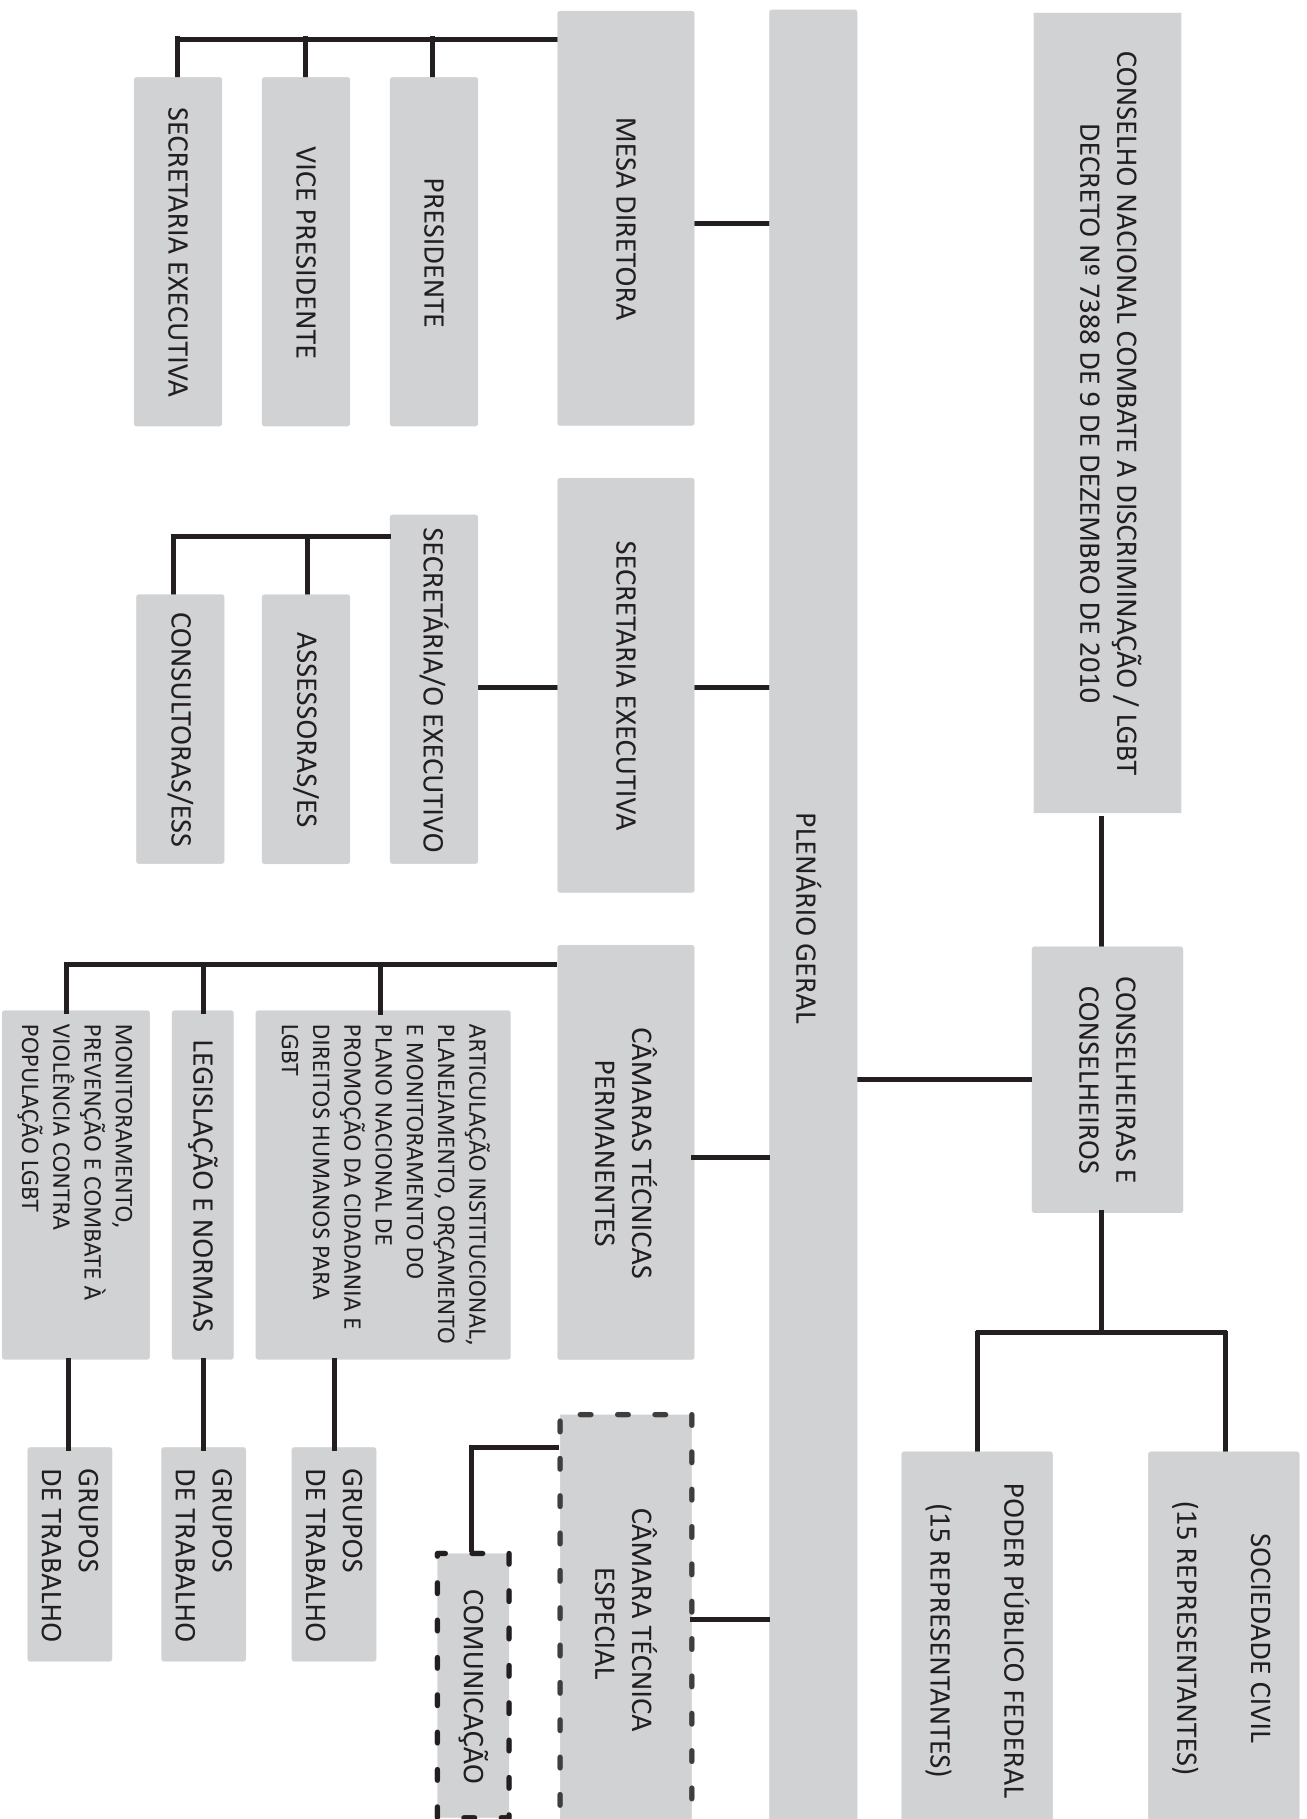 CONSELHO NACIONAL COMBATE A DISCRIMINAÇÃO / LGBT
DECRETO Nº 7388 DE 9 DE DEZEMBRO DE 2010
CONSELHEIRAS E
CONSELHEIROS
SOCIEDADE CIVIL
(15 REPRESENTANTES)
PODER PÚBLICO FEDERAL
(15 REPRESENTANTES)
PLENÁRIO GERAL
MESA DIRETORA
PRESIDENTE
VICE PRESIDENTE
SECRETARIA EXECUTIVA
SECRETARIA EXECUTIVA
SECRETÁRIA/O EXECUTIVO
ASSESSORAS/ES
CONSULTORAS/ESS
CÂMARAS TÉCNICAS
PERMANENTES
ARTICULAÇÃO INSTITUCIONAL,
PLANEJAMENTO, ORÇAMENTO
E MONITORAMENTO DO
PLANO NACIONAL DE
PROMOÇÃO DA CIDADANIA E
DIREITOS HUMANOS PARA
LGBT
GRUPOS
DE TRABALHO
LEGISLAÇÃO E NORMAS
GRUPOS
DE TRABALHO
MONITORAMENTO,
PREVENÇÃO E COMBATE À
VIOLÊNCIA CONTRA
POPULAÇÃO LGBT
GRUPOS
DE TRABALHO
CÂMARA TÉCNICA
ESPECIAL
COMUNICAÇÃO